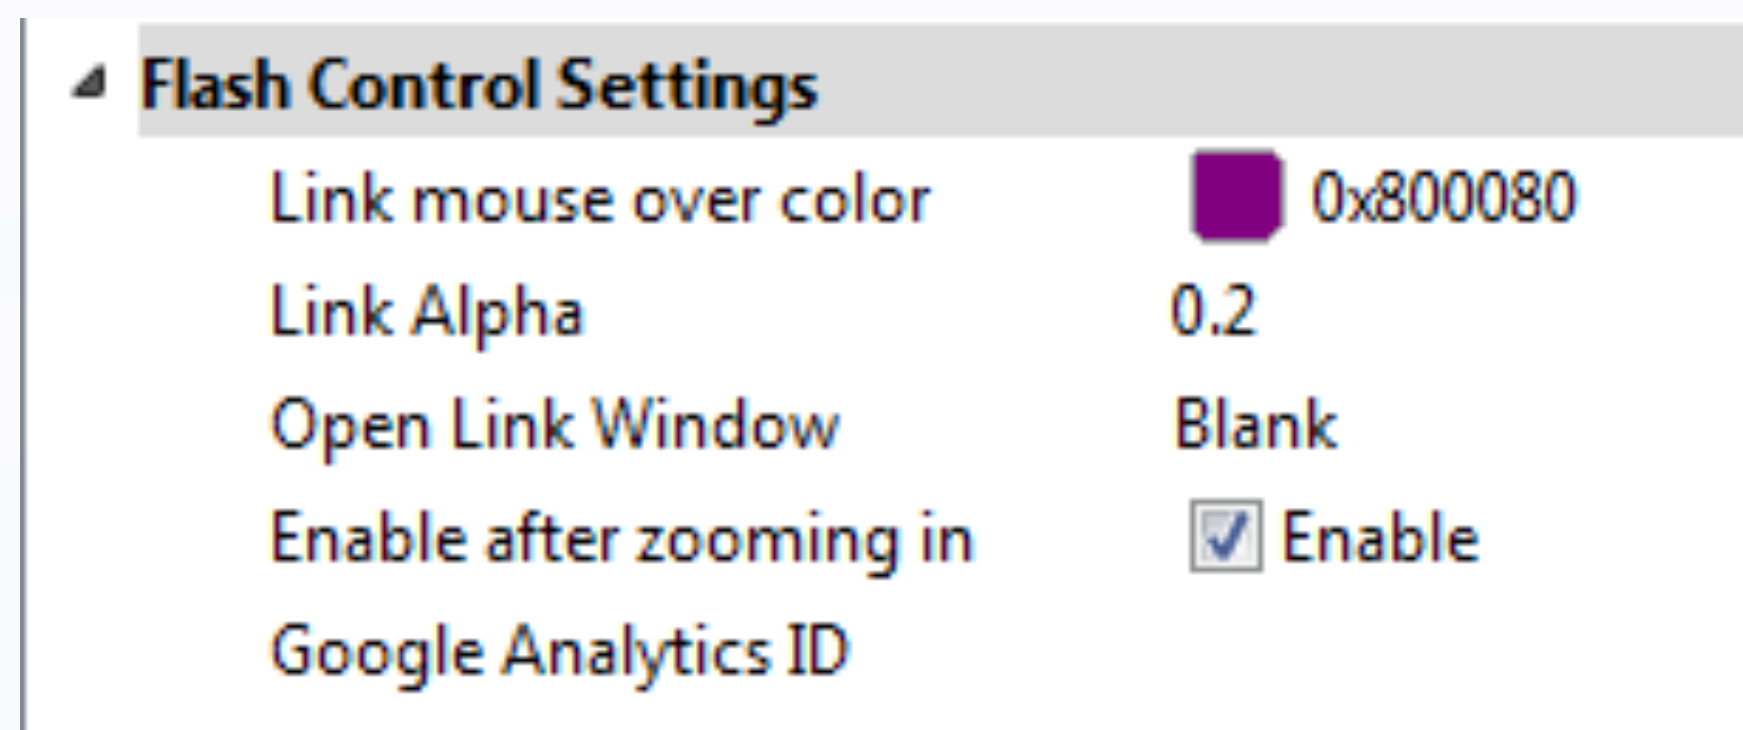 Flash Control Settings
Link mouse over color 0x800080
Link Alpha 0.2
Open Link Window Blank
Enable after zooming in Enable
Google Analytics ID